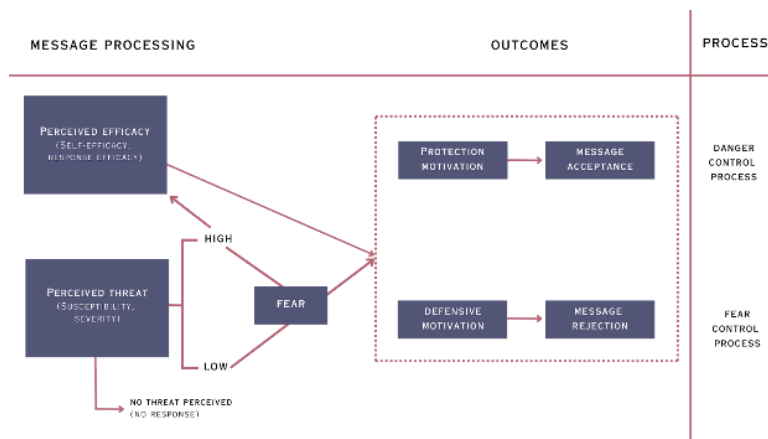 MESSAGE PROCESSING
OUTCOMES
PROCESS
PERCEIVED EFFICACY
(SELF-EFFICACY,
RESPONSE EFFICACY)
PROTECTION
MOTIVATION
MESSAGE
ACCEPTANCE
DANGER
CONTROL
PROCESS
HIGH
PERCEIVED THREAT
(SUSCEPTIBILITY,
SEVERITY)
FEAR
DEFENSIVE
MOTIVATION
MESSAGE
REJECTION
FEAR
CONTROL
PROCESS
LOW
NO THREAT PERCEIVED
(NO RESPONSE)